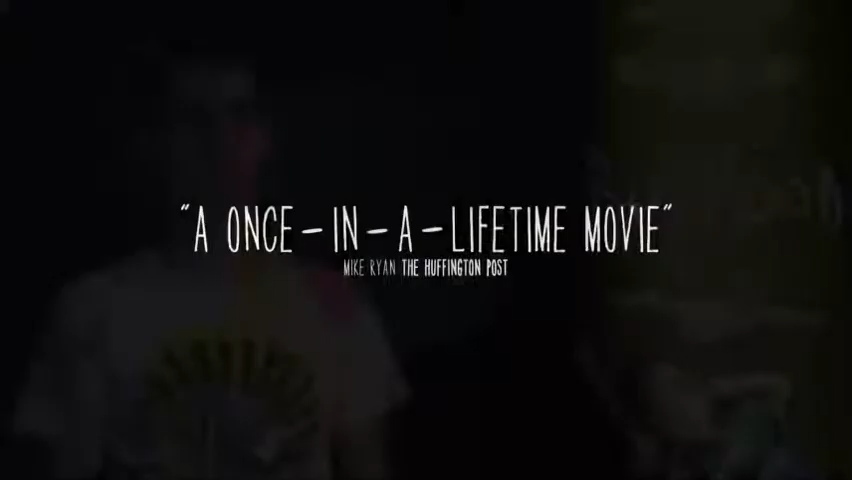 "A ONCE-IN-A-LIFETIME MOVIE"
MIKE RYAN THE HUFFINGTON POST